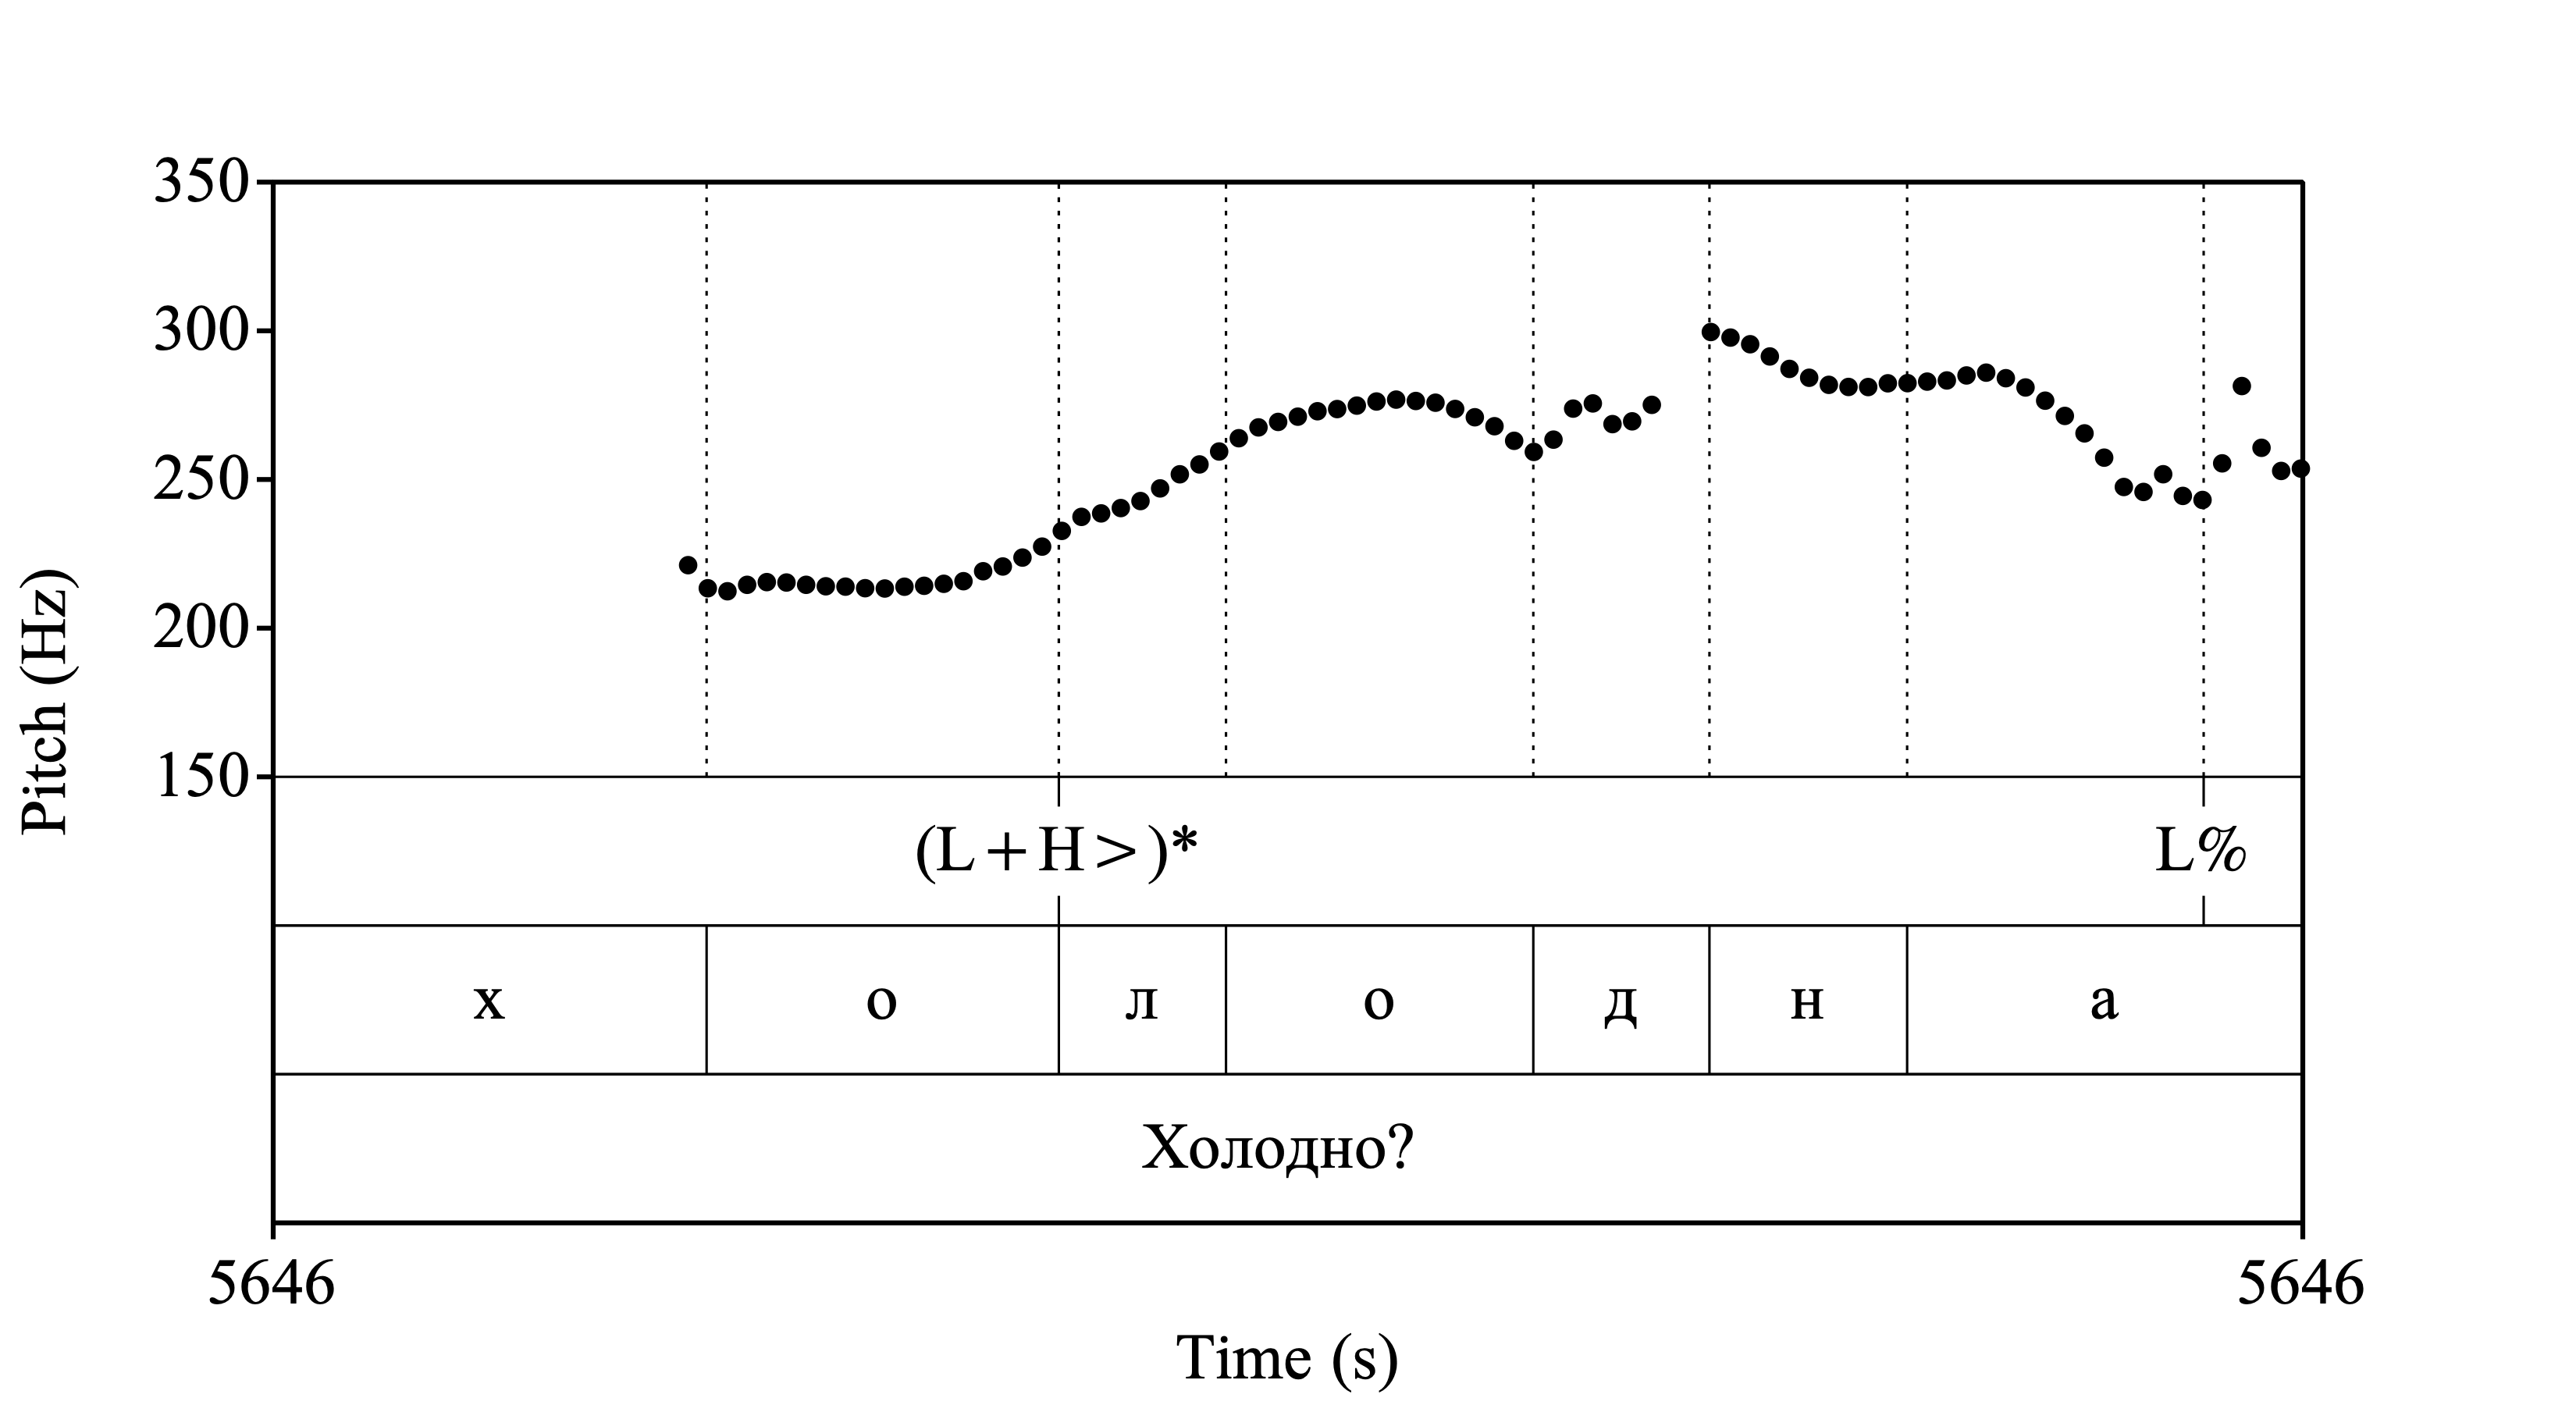 350
300
250
200
150
Pitch (Hz)
(L+H>)* L%
х о л о д н а
Холодно?
5646 5646
Time (s)